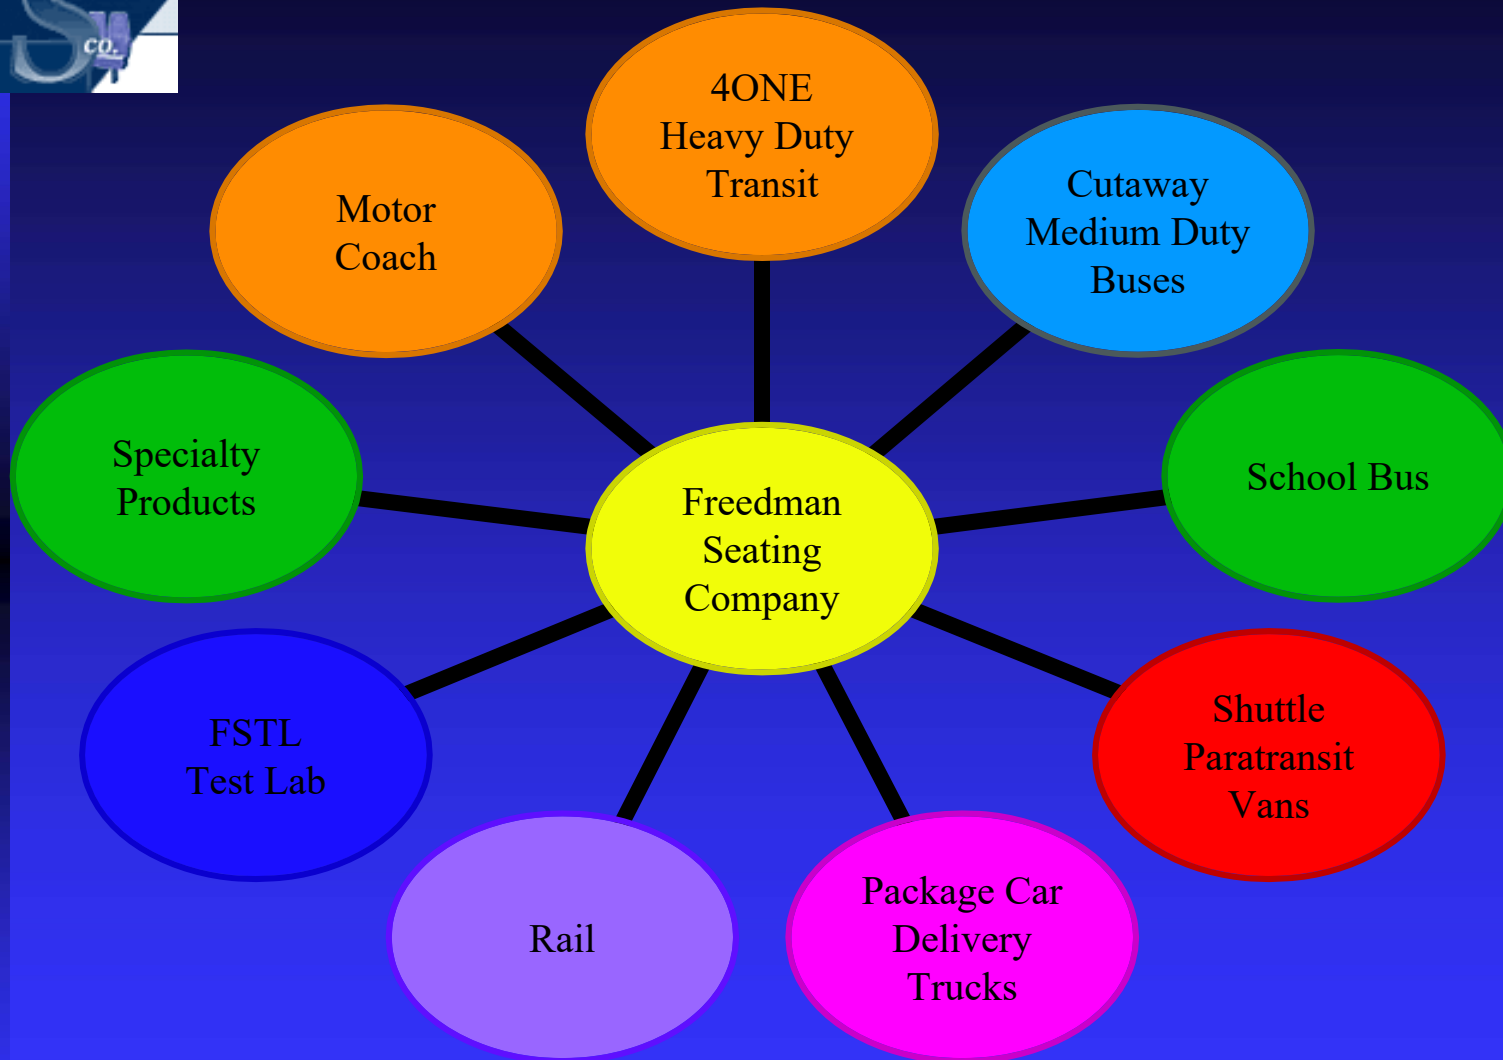 S
co.
4ONE
Heavy Duty
Transit
Motor
Coach
Cutaway
Medium Duty
Buses
Specialty
Products
School Bus
Freedman
Seating
Company
FSTL
Test Lab
Shuttle
Paratransit
Vans
Rail
Package Car
Delivery
Trucks